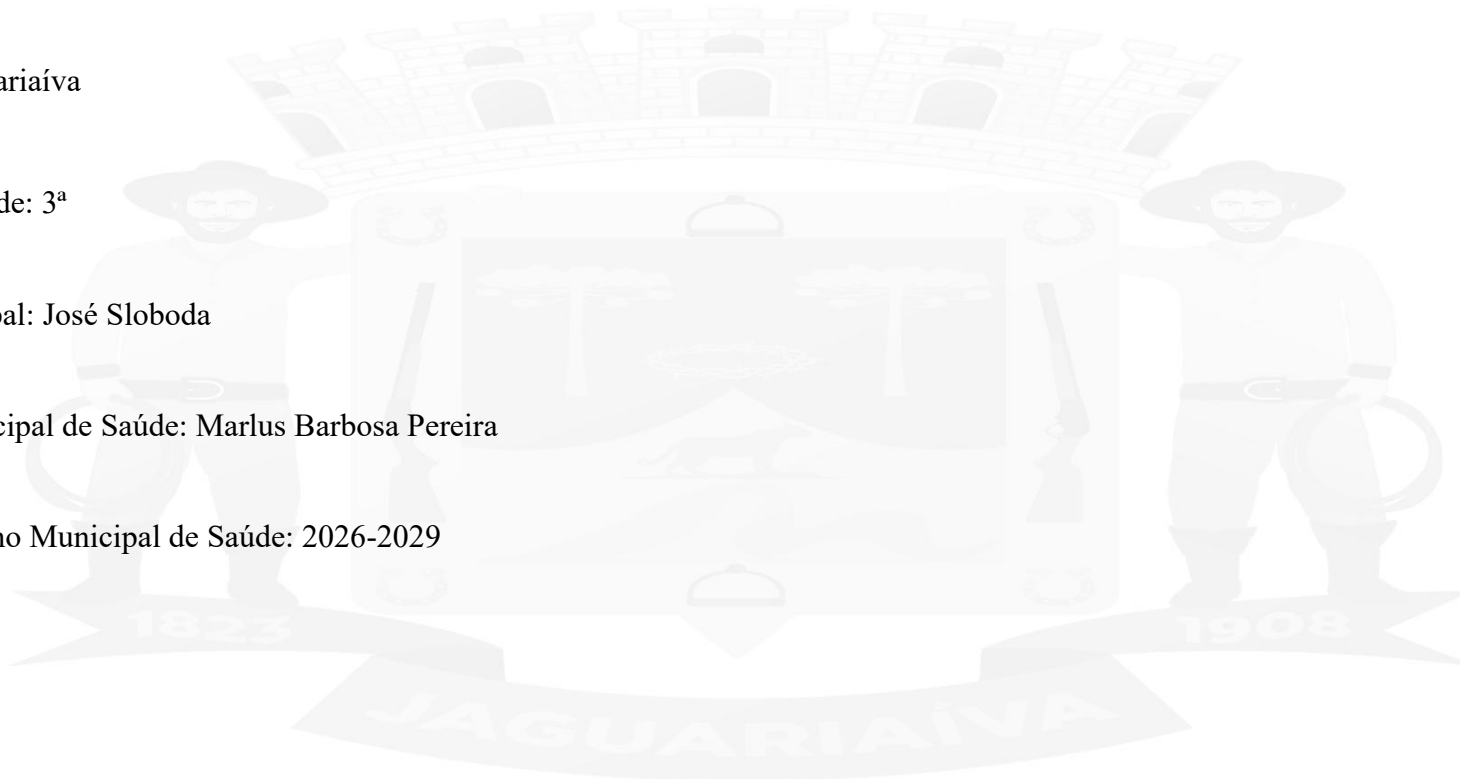 ariaíva
de: 3ª
pal: José Sloboda
cipal de Saúde: Marlus Barbosa Pereira
no Municipal de Saúde: 2026-2029
1823
1908
JAGUARIAÍVA